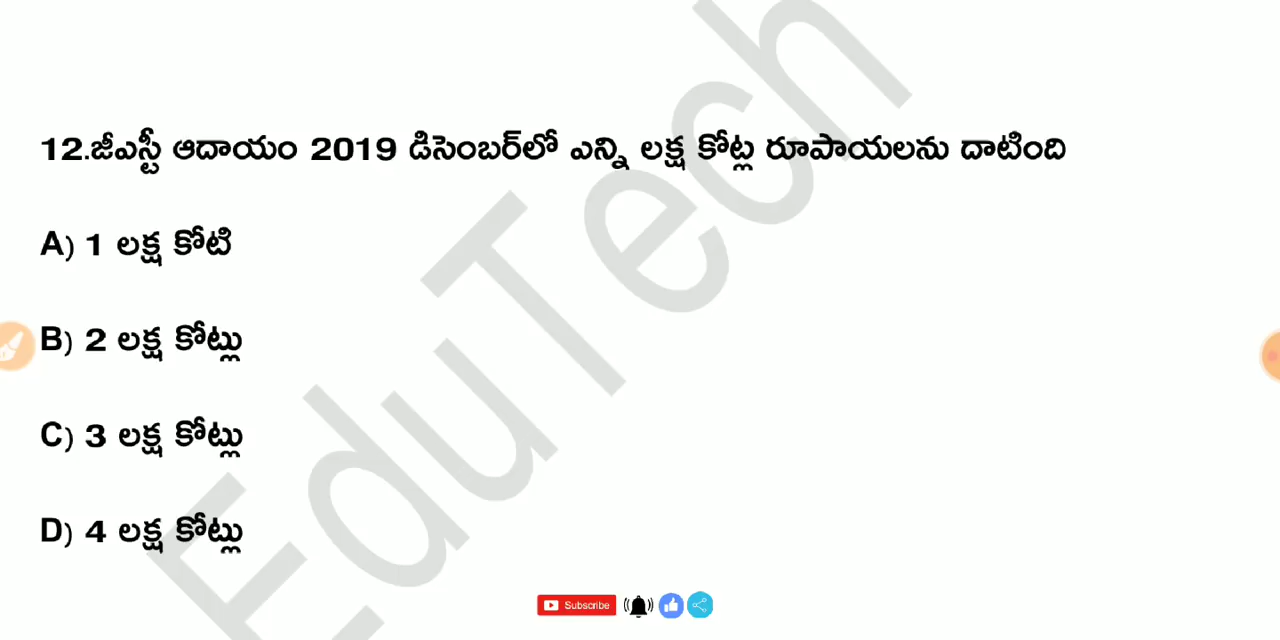 12.జీఎస్టీ ఆదాయం 2019 డిసెంబర్‌లో ఎన్ని లక్ష కోట్ల రూపాయలను దాటింది
A) 1 లక్ష కోటి
B) 2 లక్ష కోట్లు
C) 3 లక్ష కోట్లు
D) 4 లక్ష కోట్లు
EduTech
Subscribe